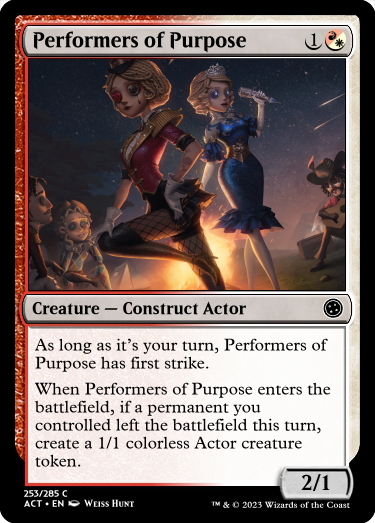 Performers of Purpose 1
Creature — Construct Actor
As long as it's your turn, Performers of
Purpose has first strike.
When Performers of Purpose enters the
battlefield, if a permanent you
controlled left the battlefield this turn,
create a 1/1 colorless Actor creature
token.
2/1
253/285 C
ACT • EN Weiss Hunt ™ & © 2023 Wizards of the Coast